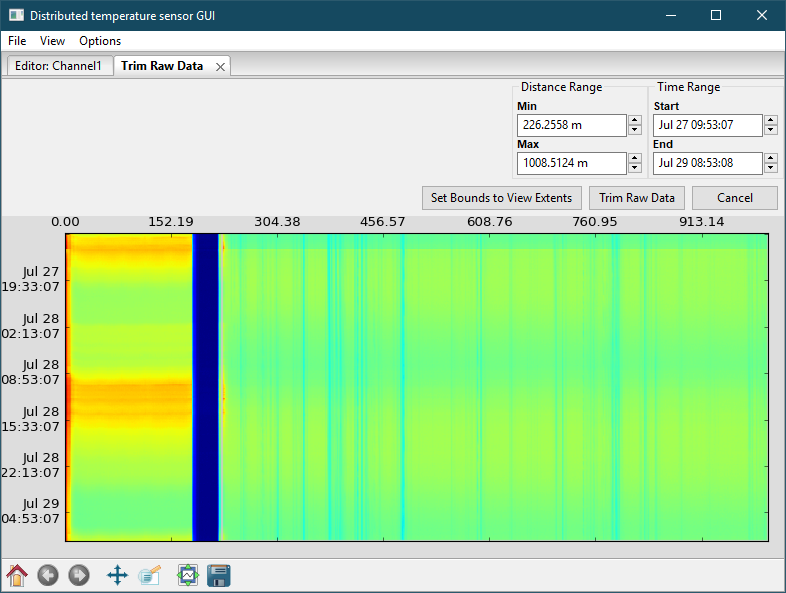 Distributed temperature sensor GUI
File View Options
Editor: Channel1 Trim Raw Data
Distance Range Time Range
Min Start
226.2558 m Jul 27 09:53:07
Max End
1008.5124 m Jul 29 08:53:08
Set Bounds to View Extents Trim Raw Data Cancel
0.00 152.19 304.38 456.57 608.76 760.95 913.14
Jul 27
19:33:07
Jul 28
02:13:07
Jul 28
08:53:07
Jul 28
15:33:07
Jul 28
22:13:07
Jul 29
04:53:07